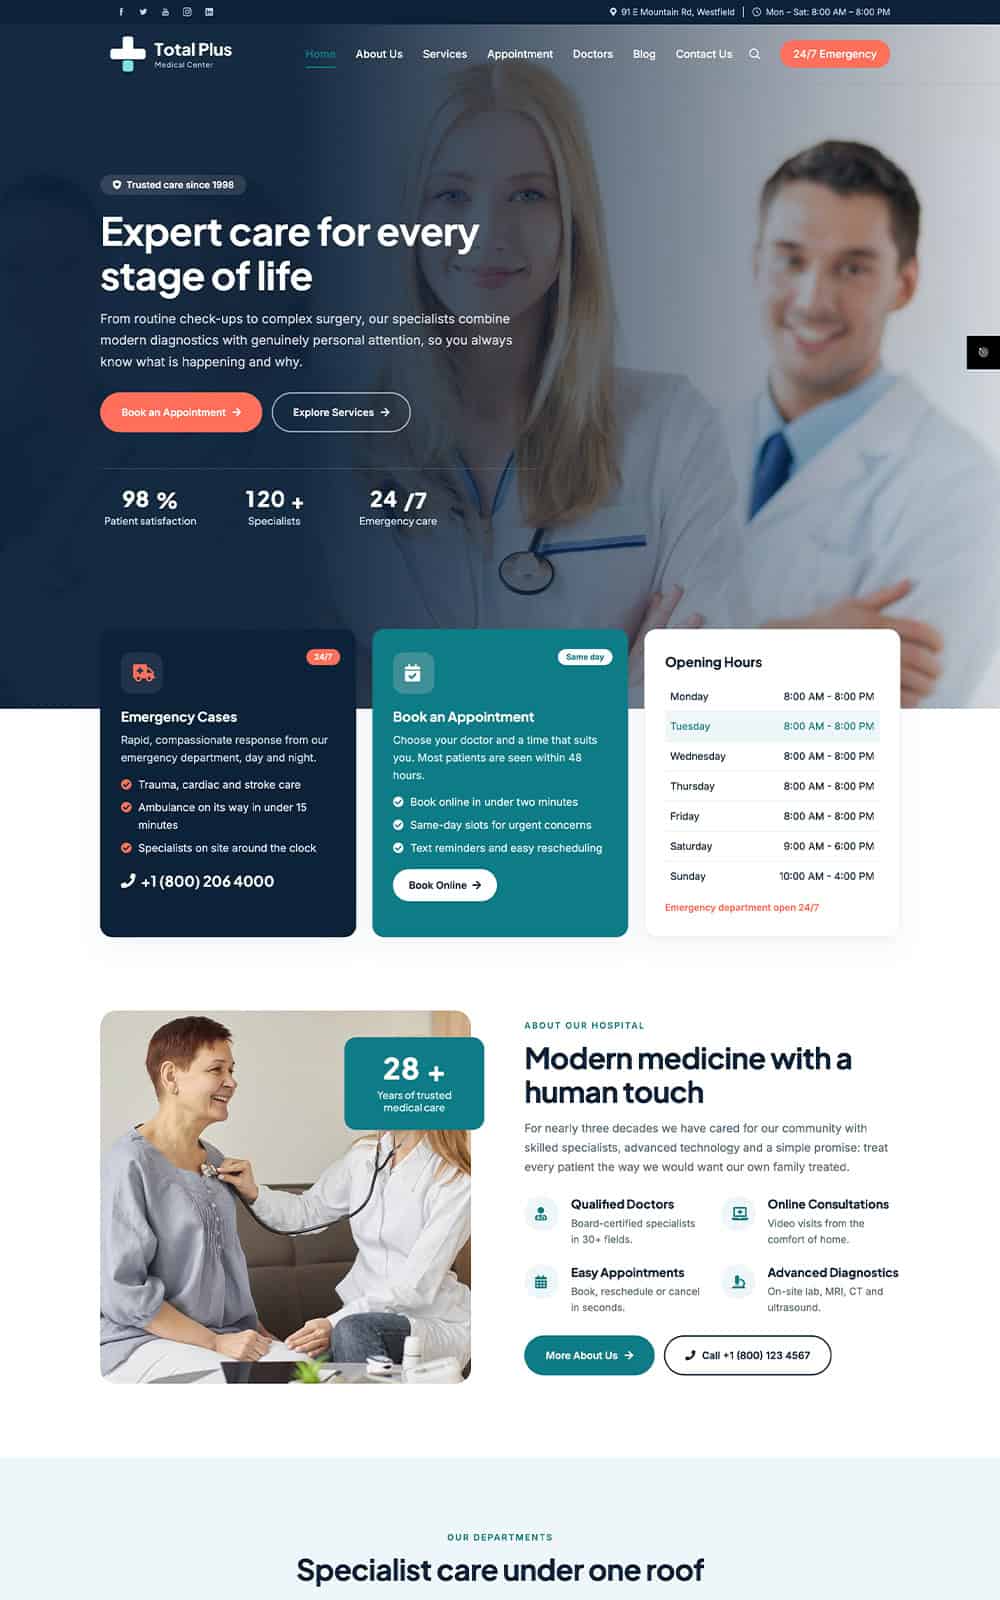 91 E Mountain Rd, Westfield
Mon – Sat: 8:00 AM – 8:00 PM
Total Plus
Medical Center
Home
About Us
Services
Appointment
Doctors
Blog
Contact Us
24/7 Emergency
Trusted care since 1998
Expert care for every
stage of life
From routine check-ups to complex surgery, our specialists combine
modern diagnostics with genuinely personal attention, so you always
know what is happening and why.
Book an Appointment
Explore Services
98 %
Patient satisfaction
120 +
Specialists
24 /7
Emergency care
24/7
Emergency Cases
Rapid, compassionate response from our
emergency department, day and night.
Trauma, cardiac and stroke care
Ambulance on its way in under 15
minutes
Specialists on site around the clock
+1 (800) 206 4000
Same day
Book an Appointment
Choose your doctor and a time that suits
you. Most patients are seen within 48
hours.
Book online in under two minutes
Same-day slots for urgent concerns
Text reminders and easy rescheduling
Book Online
Opening Hours
Monday 8:00 AM - 8:00 PM
Tuesday 8:00 AM - 8:00 PM
Wednesday 8:00 AM - 8:00 PM
Thursday 8:00 AM - 8:00 PM
Friday 8:00 AM - 8:00 PM
Saturday 9:00 AM - 6:00 PM
Sunday 10:00 AM - 4:00 PM
Emergency department open 24/7
28 +
Years of trusted
medical care
ABOUT OUR HOSPITAL
Modern medicine with a
human touch
For nearly three decades we have cared for our community with
skilled specialists, advanced technology and a simple promise: treat
every patient the way we would want our own family treated.
Qualified Doctors
Board-certified specialists
in 30+ fields.
Online Consultations
Video visits from the
comfort of home.
Easy Appointments
Book, reschedule or cancel
in seconds.
Advanced Diagnostics
On-site lab, MRI, CT and
ultrasound.
More About Us
Call +1 (800) 123 4567
OUR DEPARTMENTS
Specialist care under one roof